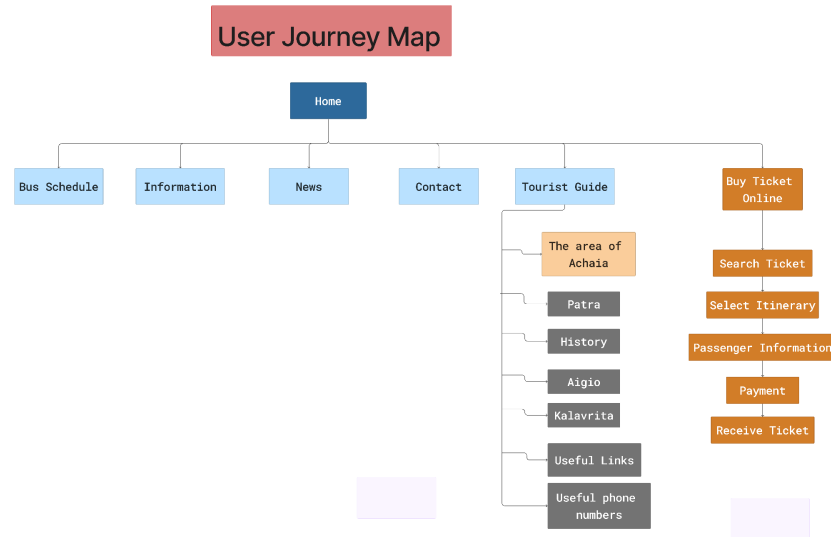 User Journey Map
Home
Bus Schedule
Information
News
Contact
Tourist Guide
Buy Ticket
Online
The area of
Achaia
Patra
History
Aigio
Kalavrita
Useful Links
Useful phone
numbers
Search Ticket
Select Itinerary
Passenger Information
Payment
Receive Ticket